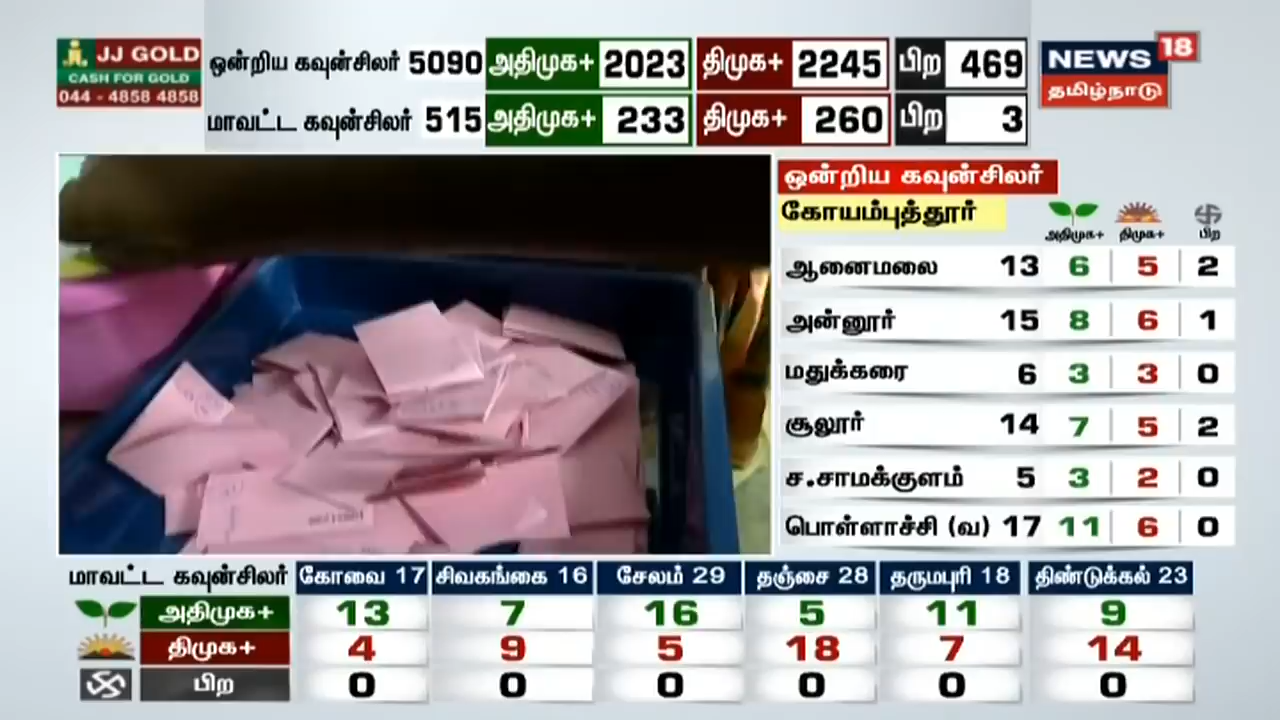 JJ GOLD
CASH FOR GOLD
044 - 4858 4858
ஒன்றிய கவுன்சிலர் 5090 அதிமுக+ 2023 திமுக+ 2245 பிற 469
மாவட்ட கவுன்சிலர் 515 அதிமுக+ 233 திமுக+ 260 பிற 3
NEWS 18
தமிழ்நாடு
ஒன்றிய கவுன்சிலர்
கோயம்புத்தூர்
அதிமுக+ திமுக+ பிற
ஆனைமலை 13 6 5 2
அன்னூர் 15 8 6 1
மதுக்கரை 6 3 3 0
சூலூர் 14 7 5 2
ச.சாமக்குளம் 5 3 2 0
பொள்ளாச்சி (வ) 17 11 6 0
மாவட்ட கவுன்சிலர் கோவை 17 சிவகங்கை 16 சேலம் 29 தஞ்சை 28 தருமபுரி 18 திண்டுக்கல் 23
அதிமுக+ 13 7 16 5 11 9
திமுக+ 4 9 5 18 7 14
பிற 0 0 0 0 0 0